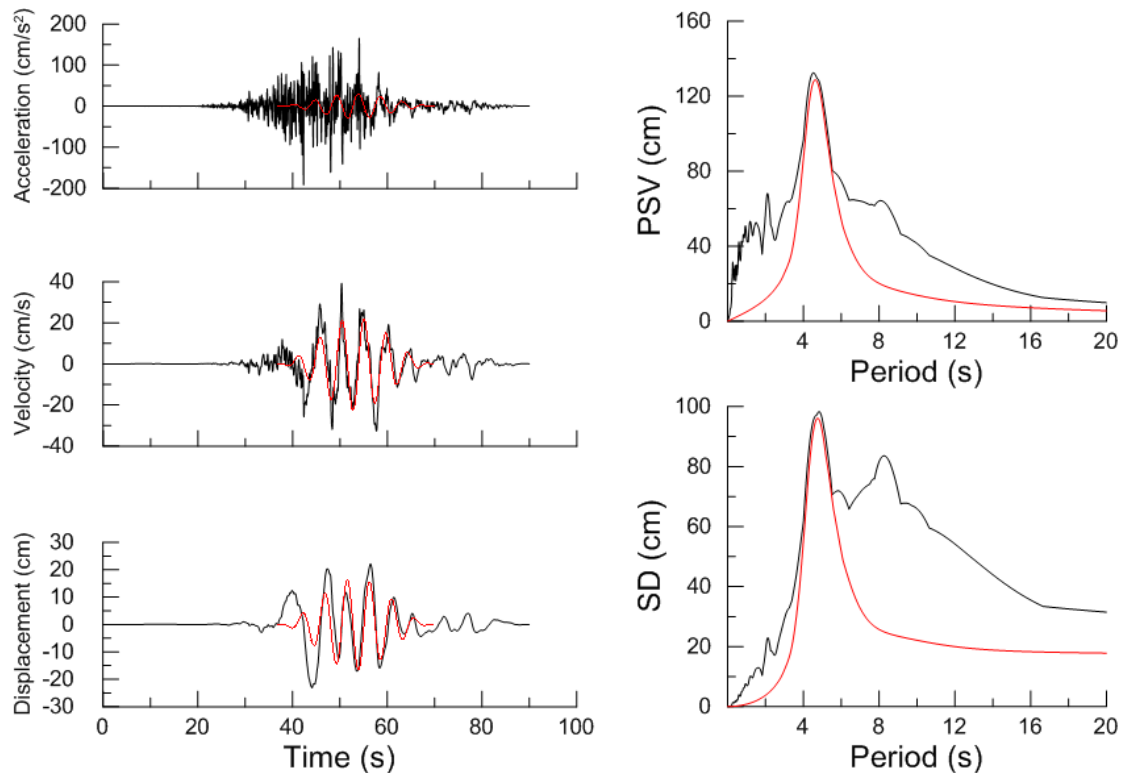 Acceleration (cm/s²)
200
100
0
-100
-200
Velocity (cm/s)
40
20
0
-20
-40
Displacement (cm)
30
20
10
0
-10
-20
-30
0 20 40 60 80 100
Time (s)
PSV (cm)
160
120
80
40
0
4 8 12 16 20
Period (s)
SD (cm)
100
80
60
40
20
0
4 8 12 16 20
Period (s)